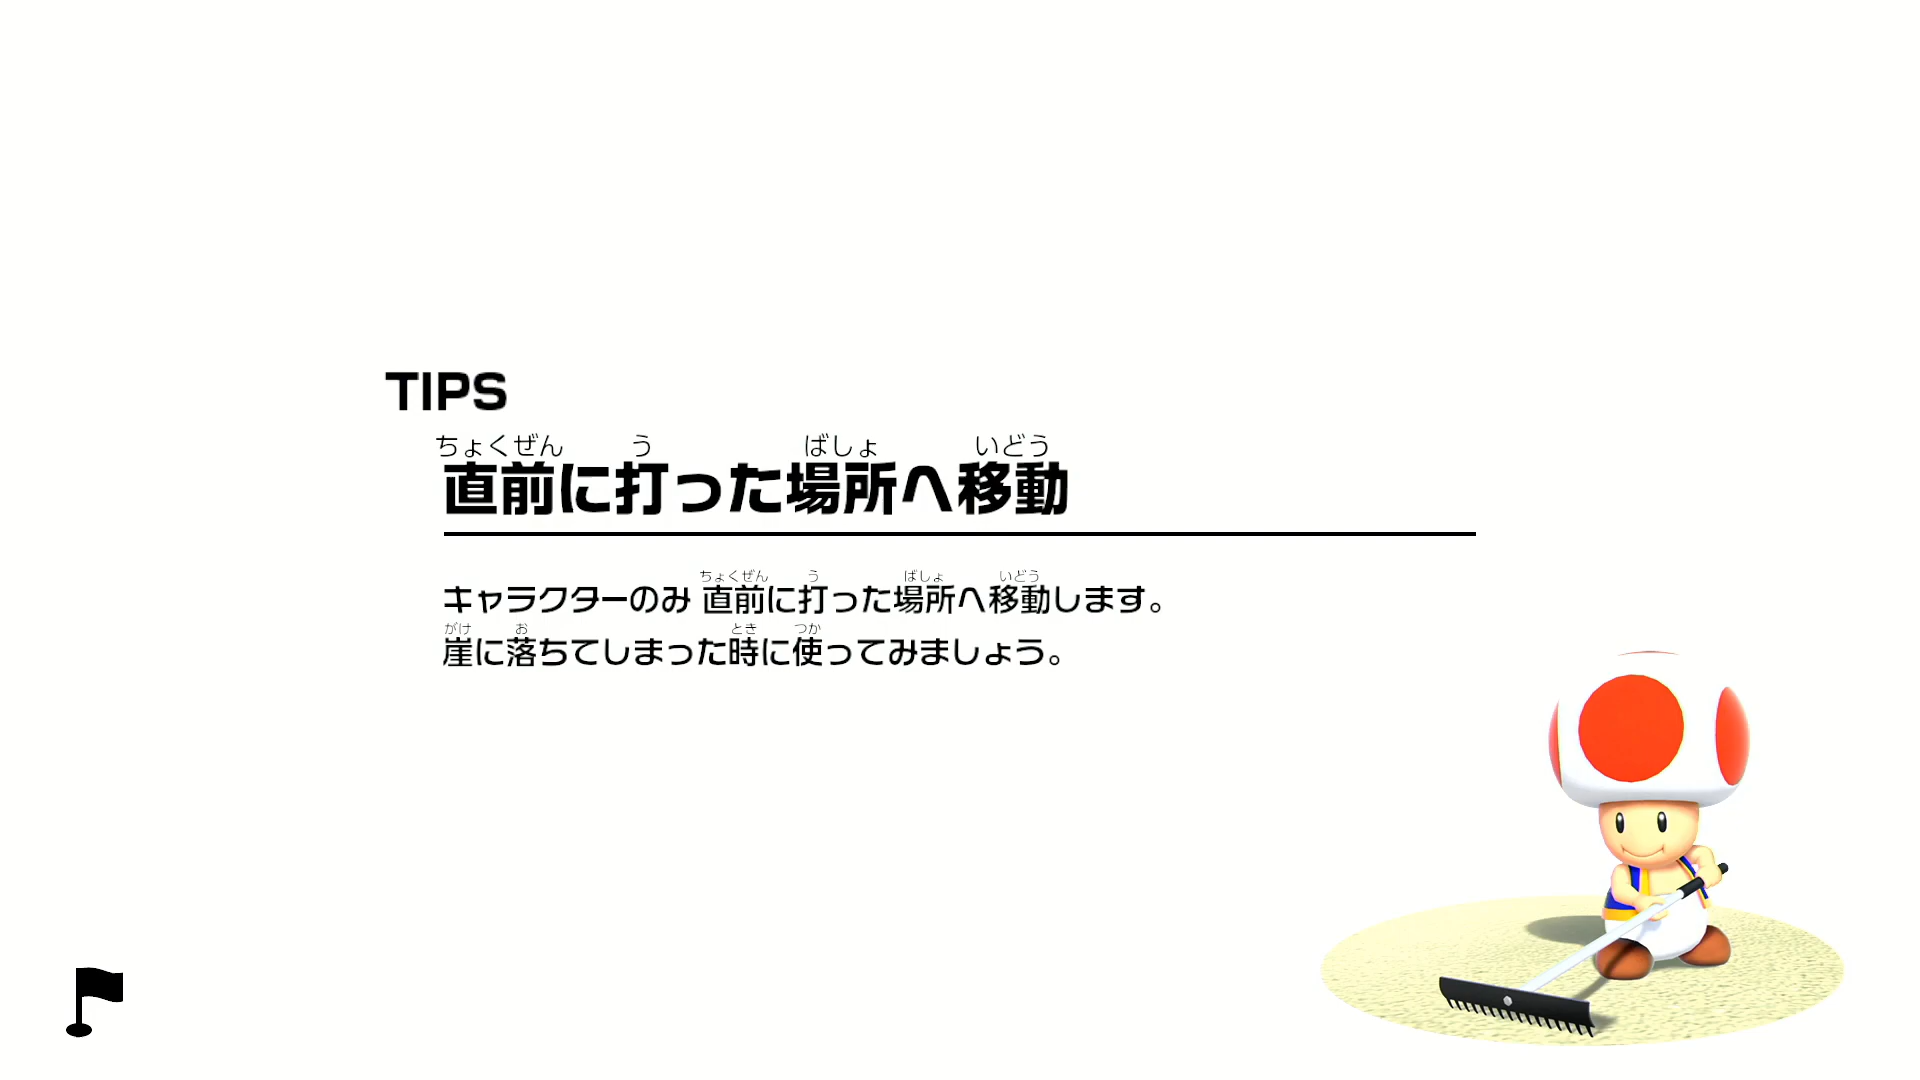 TIPS
ちょくぜん う ばしょ いどう
直前に打った場所へ移動
ちょくぜん う ばしょ いどう
キャラクターのみ 直前に打った場所へ移動します。
がけ お とき つか
崖に落ちてしまった時に使ってみましょう。